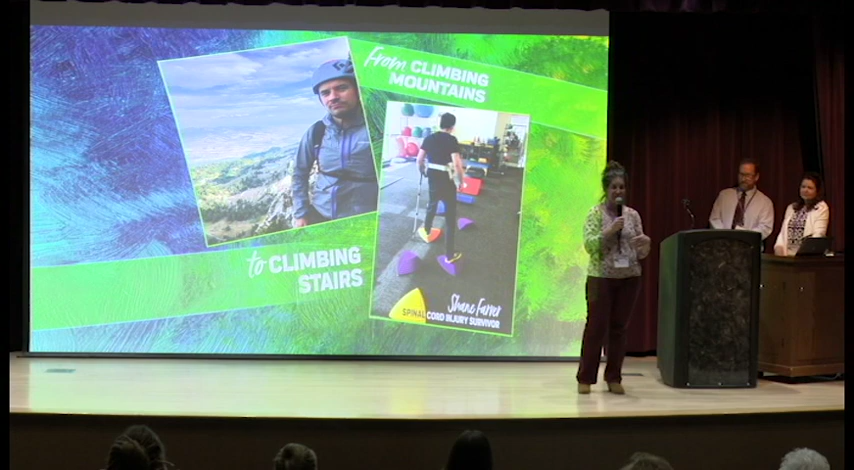 From CLIMBING
MOUNTAINS
to CLIMBING
STAIRS
Shane Farver
SPINAL CORD INJURY SURVIVOR